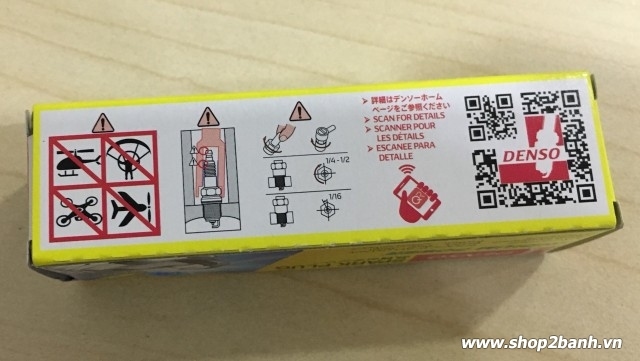 ➤ 詳細はデンソーホーム
ページをご参照ください
➤ SCAN FOR DETAILS
➤ SCANNER POUR
LES DÉTAILS
➤ ESCANEE PARA
DETALLE
1/4 - 1/2
1/16
DENSO
www.shop2banh.vn